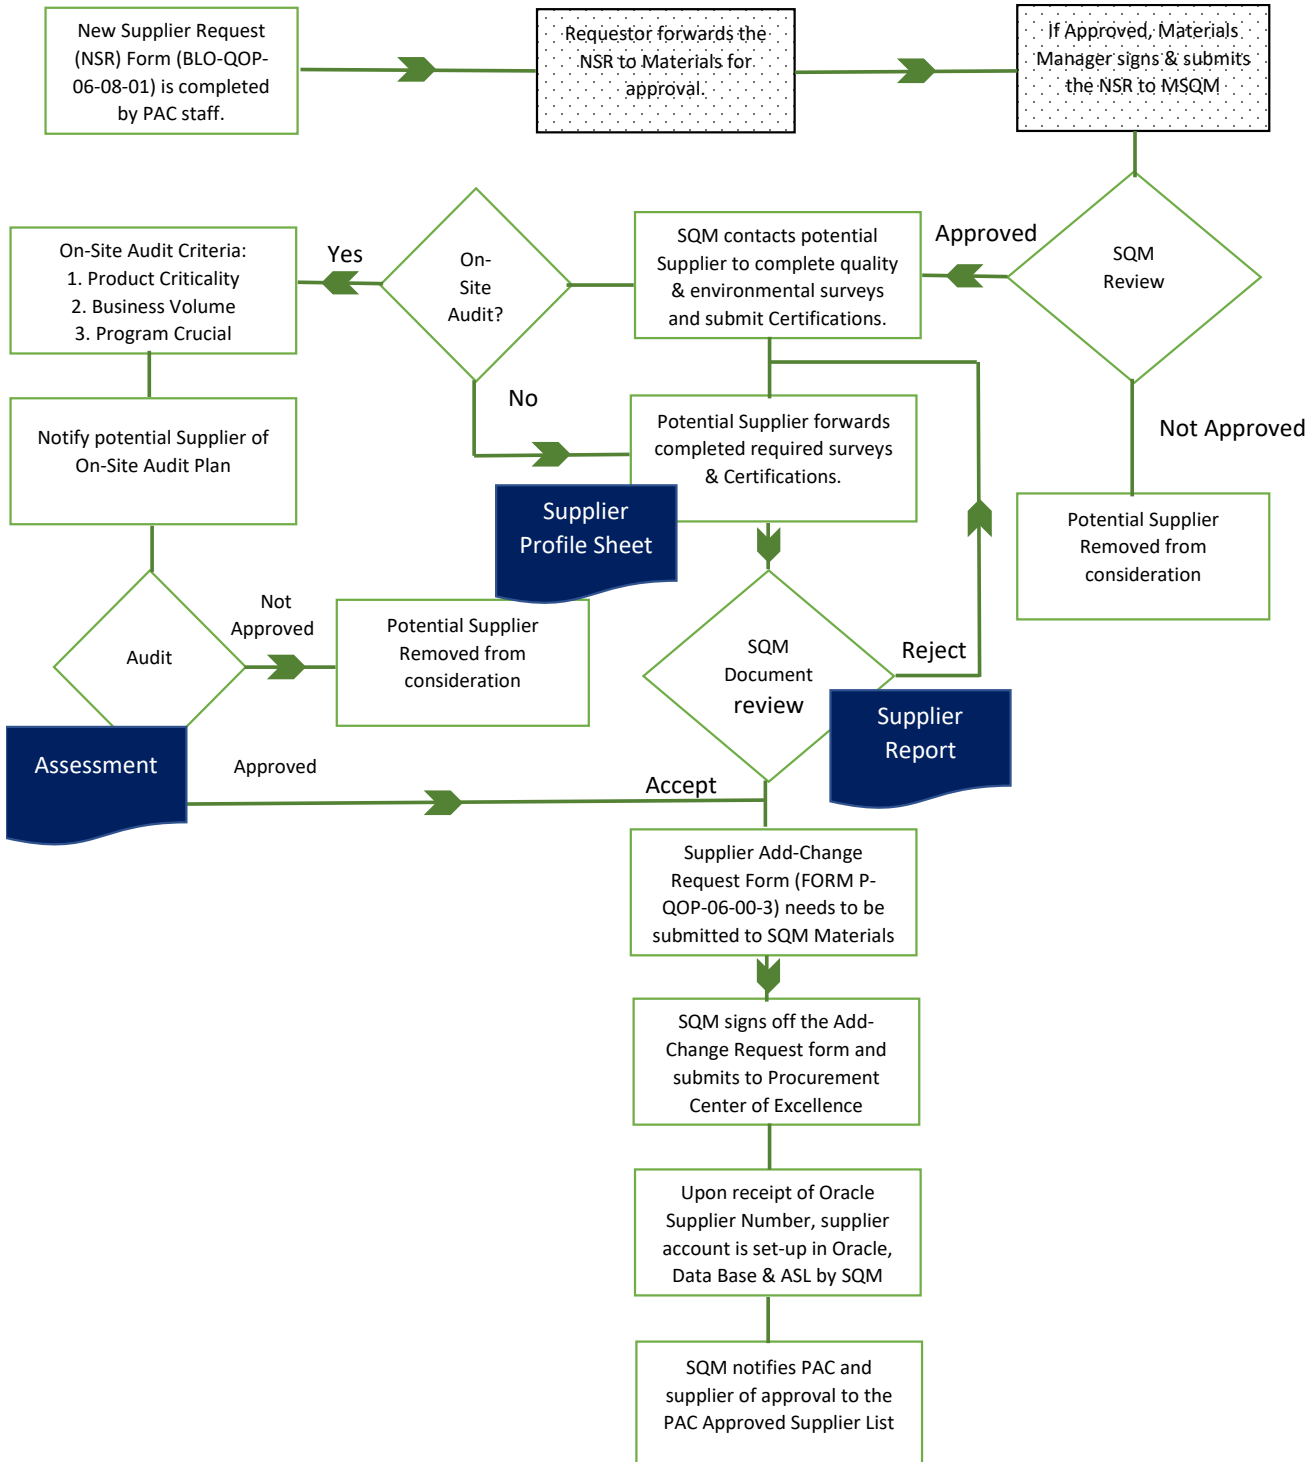 New Supplier Request
(NSR) Form (BLO-QOP-
06-08-01) is completed
by PAC staff.
Requestor forwards the
NSR to Materials for
approval.
If Approved, Materials
Manager signs & submits
the NSR to MSQM
On-Site Audit Criteria:
1. Product Criticality
2. Business Volume
3. Program Crucial
Yes
On-
Site
Audit?
SQM contacts potential
Supplier to complete quality
& environmental surveys
and submit Certifications.
Approved
SQM
Review
No
Not Approved
Notify potential Supplier of
On-Site Audit Plan
Potential Supplier forwards
completed required surveys
& Certifications.
Supplier
Profile Sheet
Potential Supplier
Removed from
consideration
Audit
Not
Approved
Potential Supplier
Removed from
consideration
SQM
Document
review
Reject
Supplier
Report
Assessment
Approved
Accept
Supplier Add-Change
Request Form (FORM P-
QOP-06-00-3) needs to be
submitted to SQM Materials
SQM signs off the Add-
Change Request form and
submits to Procurement
Center of Excellence
Upon receipt of Oracle
Supplier Number, supplier
account is set-up in Oracle,
Data Base & ASL by SQM
SQM notifies PAC and
supplier of approval to the
PAC Approved Supplier List